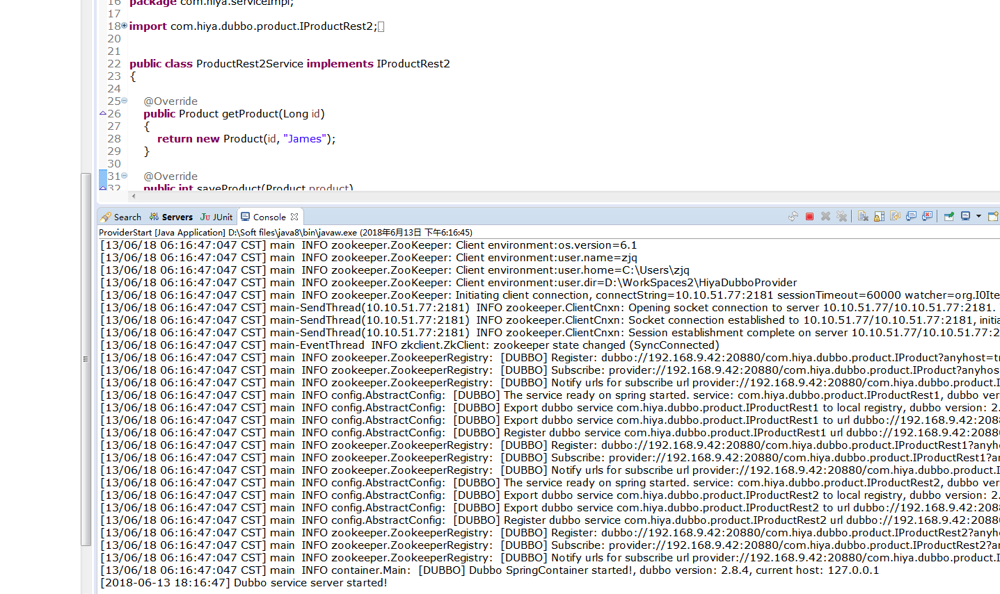 16 package com.hiya.serviceImpl;
17
18 import com.hiya.dubbo.product.IProductRest2;
20
21
22 public class ProductRest2Service implements IProductRest2
23 {
24
25 @Override
26 public Product getProduct(Long id)
27 {
28 return new Product(id, "James");
29 }
30
31 @Override
32 public int saveProduct(Product product)
Search Servers JUnit Console
ProviderStart [Java Application] D:\Soft files\java8\bin\javaw.exe (2018年6月13日 下午6:16:45)
[13/06/18 06:16:47:047 CST] main INFO zookeeper.ZooKeeper: Client environment:os.version=6.1
[13/06/18 06:16:47:047 CST] main INFO zookeeper.ZooKeeper: Client environment:user.name=zjq
[13/06/18 06:16:47:047 CST] main INFO zookeeper.ZooKeeper: Client environment:user.home=C:\Users\zjq
[13/06/18 06:16:47:047 CST] main INFO zookeeper.ZooKeeper: Client environment:user.dir=D:\WorkSpaces2\HiyaDubboProvider
[13/06/18 06:16:47:047 CST] main INFO zookeeper.ZooKeeper: Initiating client connection, connectString=10.10.51.77:2181 sessionTimeout=60000 watcher=org.I0Ite
[13/06/18 06:16:47:047 CST] main-SendThread(10.10.51.77:2181) INFO zookeeper.ClientCnxn: Opening socket connection to server 10.10.51.77/10.10.51.77:2181.
[13/06/18 06:16:47:047 CST] main-SendThread(10.10.51.77:2181) INFO zookeeper.ClientCnxn: Socket connection established to 10.10.51.77/10.10.51.77:2181, initia
[13/06/18 06:16:47:047 CST] main-SendThread(10.10.51.77:2181) INFO zookeeper.ClientCnxn: Session establishment complete on server 10.10.51.77/10.10.51.77:2
[13/06/18 06:16:47:047 CST] main-EventThread INFO zkclient.ZkClient: zookeeper state changed (SyncConnected)
[13/06/18 06:16:47:047 CST] main INFO zookeeper.ZookeeperRegistry: [DUBBO] Register: dubbo://192.168.9.42:20880/com.hiya.dubbo.product.IProduct?anyhost=tr
[13/06/18 06:16:47:047 CST] main INFO zookeeper.ZookeeperRegistry: [DUBBO] Subscribe: provider://192.168.9.42:20880/com.hiya.dubbo.product.IProduct?anyhos
[13/06/18 06:16:47:047 CST] main INFO zookeeper.ZookeeperRegistry: [DUBBO] Notify urls for subscribe url provider://192.168.9.42:20880/com.hiya.dubbo.product.I
[13/06/18 06:16:47:047 CST] main INFO config.AbstractConfig: [DUBBO] The service ready on spring started. service: com.hiya.dubbo.product.IProductRest1, dubbo ver
[13/06/18 06:16:47:047 CST] main INFO config.AbstractConfig: [DUBBO] Export dubbo service com.hiya.dubbo.product.IProductRest1 to local registry, dubbo version: 2.
[13/06/18 06:16:47:047 CST] main INFO config.AbstractConfig: [DUBBO] Export dubbo service com.hiya.dubbo.product.IProductRest1 to url dubbo://192.168.9.42:2088
[13/06/18 06:16:47:047 CST] main INFO config.AbstractConfig: [DUBBO] Register dubbo service com.hiya.dubbo.product.IProductRest1 url dubbo://192.168.9.42:20880
[13/06/18 06:16:47:047 CST] main INFO zookeeper.ZookeeperRegistry: [DUBBO] Register: dubbo://192.168.9.42:20880/com.hiya.dubbo.product.IProductRest1?anyho
[13/06/18 06:16:47:047 CST] main INFO zookeeper.ZookeeperRegistry: [DUBBO] Subscribe: provider://192.168.9.42:20880/com.hiya.dubbo.product.IProductRest1?an
[13/06/18 06:16:47:047 CST] main INFO zookeeper.ZookeeperRegistry: [DUBBO] Notify urls for subscribe url provider://192.168.9.42:20880/com.hiya.dubbo.product.I
[13/06/18 06:16:47:047 CST] main INFO config.AbstractConfig: [DUBBO] The service ready on spring started. service: com.hiya.dubbo.product.IProductRest2, dubbo ver
[13/06/18 06:16:47:047 CST] main INFO config.AbstractConfig: [DUBBO] Export dubbo service com.hiya.dubbo.product.IProductRest2 to local registry, dubbo version: 2.
[13/06/18 06:16:47:047 CST] main INFO config.AbstractConfig: [DUBBO] Export dubbo service com.hiya.dubbo.product.IProductRest2 to url dubbo://192.168.9.42:2088
[13/06/18 06:16:47:047 CST] main INFO config.AbstractConfig: [DUBBO] Register dubbo service com.hiya.dubbo.product.IProductRest2 url dubbo://192.168.9.42:20880
[13/06/18 06:16:47:047 CST] main INFO zookeeper.ZookeeperRegistry: [DUBBO] Register: dubbo://192.168.9.42:20880/com.hiya.dubbo.product.IProductRest2?anyho
[13/06/18 06:16:47:047 CST] main INFO zookeeper.ZookeeperRegistry: [DUBBO] Subscribe: provider://192.168.9.42:20880/com.hiya.dubbo.product.IProductRest2?an
[13/06/18 06:16:47:047 CST] main INFO zookeeper.ZookeeperRegistry: [DUBBO] Notify urls for subscribe url provider://192.168.9.42:20880/com.hiya.dubbo.product.I
[13/06/18 06:16:47:047 CST] main INFO container.Main: [DUBBO] Dubbo SpringContainer started!, dubbo version: 2.8.4, current host: 127.0.0.1
[2018-06-13 18:16:47] Dubbo service server started!